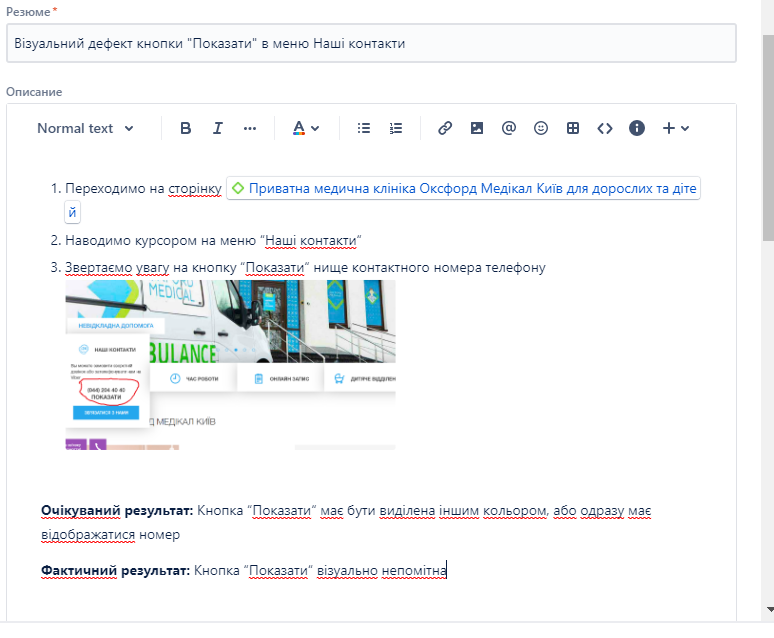 Резюме*
Візуальний дефект кнопки "Показати" в меню Наші контакти
Описание
Normal text
1. Переходимо на сторінку Приватна медична клініка Оксфорд Медікал Київ для дорослих та діте
й
2. Наводимо курсором на меню “Наші контакти“
3. Звертаємо увагу на кнопку “Показати“ нище контактного номера телефону
MEDICAL
НЕВІДКЛАДНА ДОПОМОГА
BULANCE
НАШІ КОНТАКТИ
ЧАС РОБОТИ
ОНЛАЙН ЗАПИС
ДИТЯЧЕ ВІДДІЛЕН
(044) 204 40 40
ПОКАЗАТИ
Д МЕДІКАЛ КИЇВ
Очікуваний результат: Кнопка “Показати“ має бути виділена іншим кольором, або одразу має
відображатися номер
Фактичний результат: Кнопка “Показати“ візуально непомітна